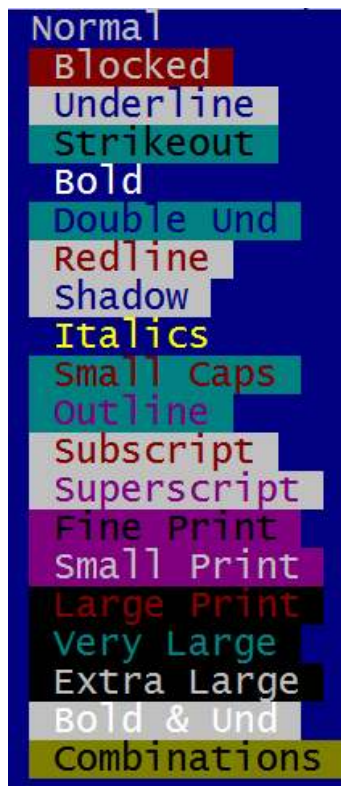 Normal
Blocked
Underline
Strikeout
Bold
Double Und
Redline
Shadow
Italics
Small Caps
Outline
Subscript
Superscript
Fine Print
Small Print
Large Print
Very Large
Extra Large
Bold & Und
Combinations